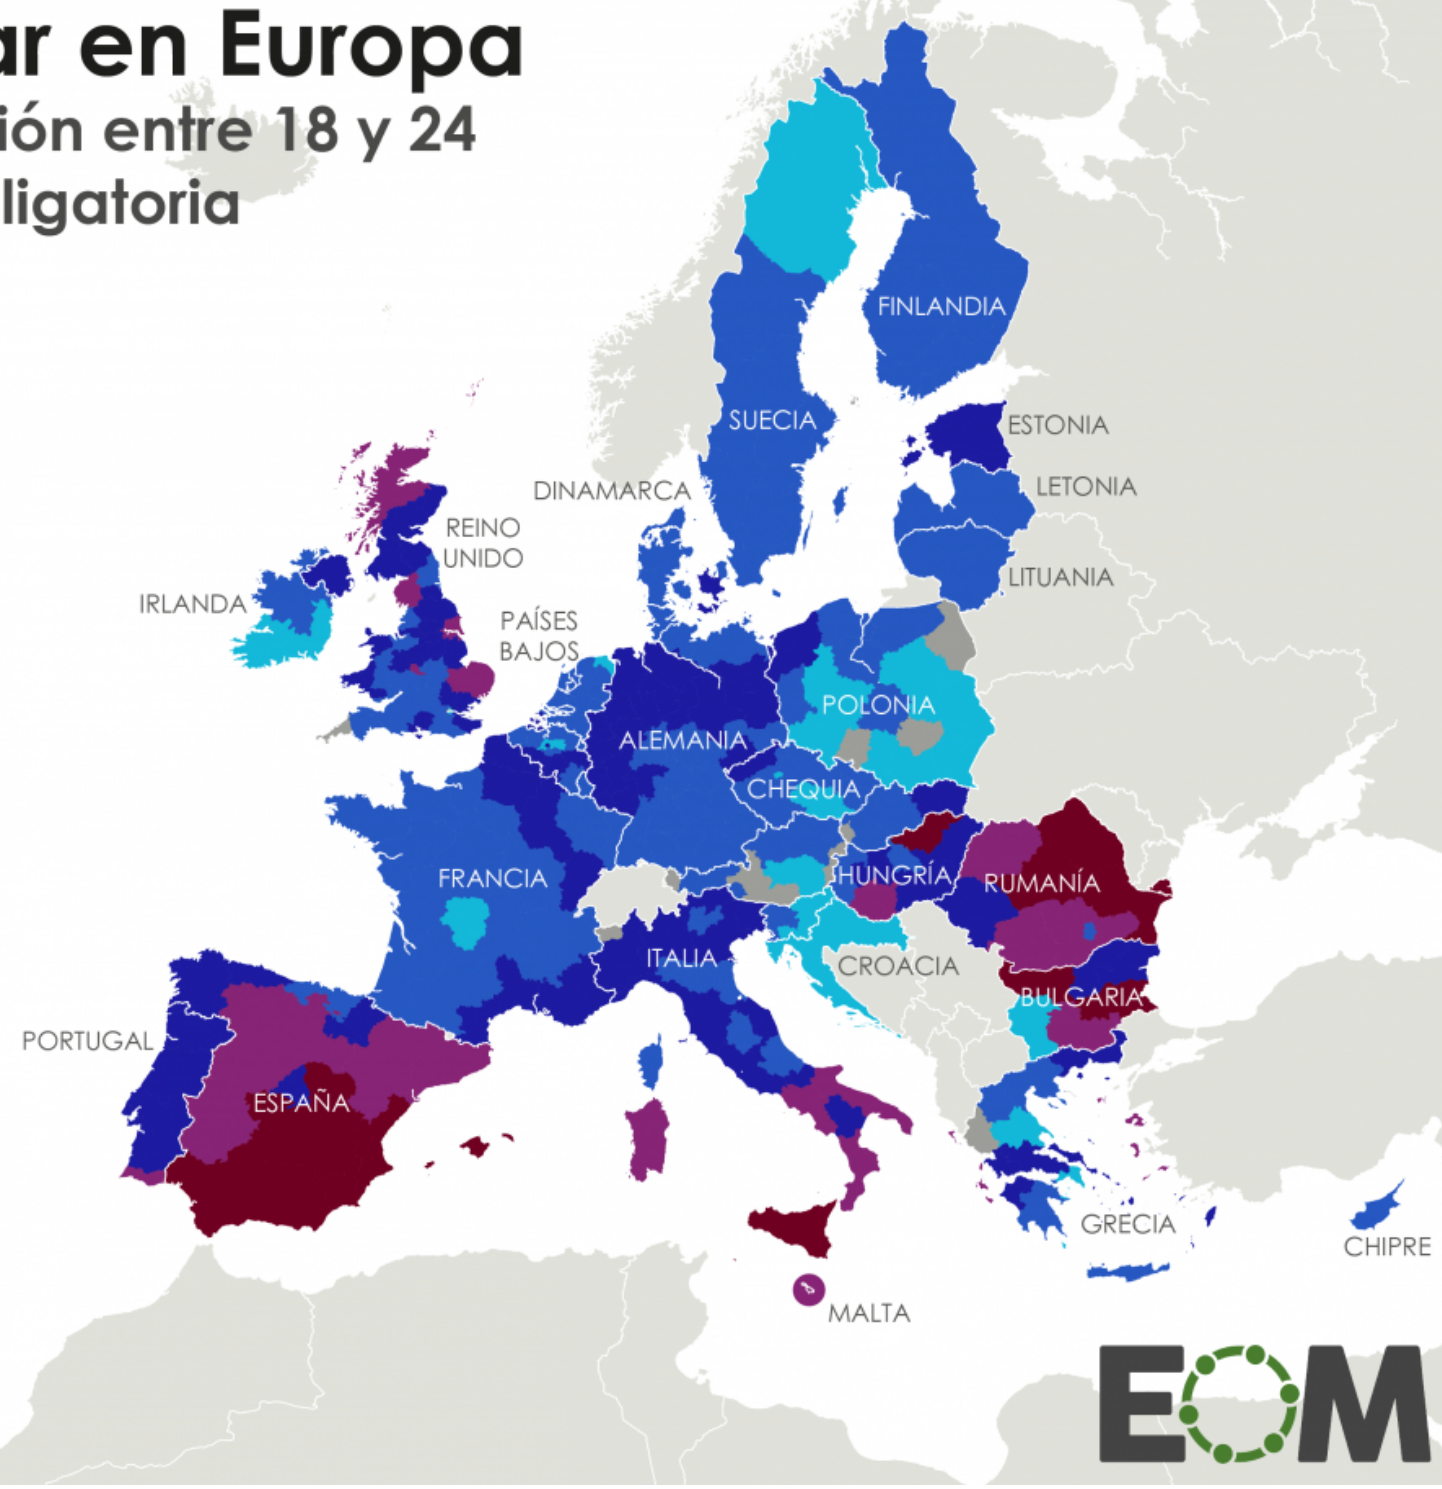 ar en Europa
ión entre 18 y 24
ligatoria
FINLANDIA
SUECIA
ESTONIA
LETONIA
DINAMARCA
REINO
UNIDO
LITUANIA
IRLANDA
PAÍSES
BAJOS
POLONIA
ALEMANIA
CHEQUIA
FRANCIA
HUNGRÍA
RUMANÍA
ITALIA
CROACIA
BULGARIA
PORTUGAL
ESPAÑA
GRECIA
CHIPRE
MALTA
EOM